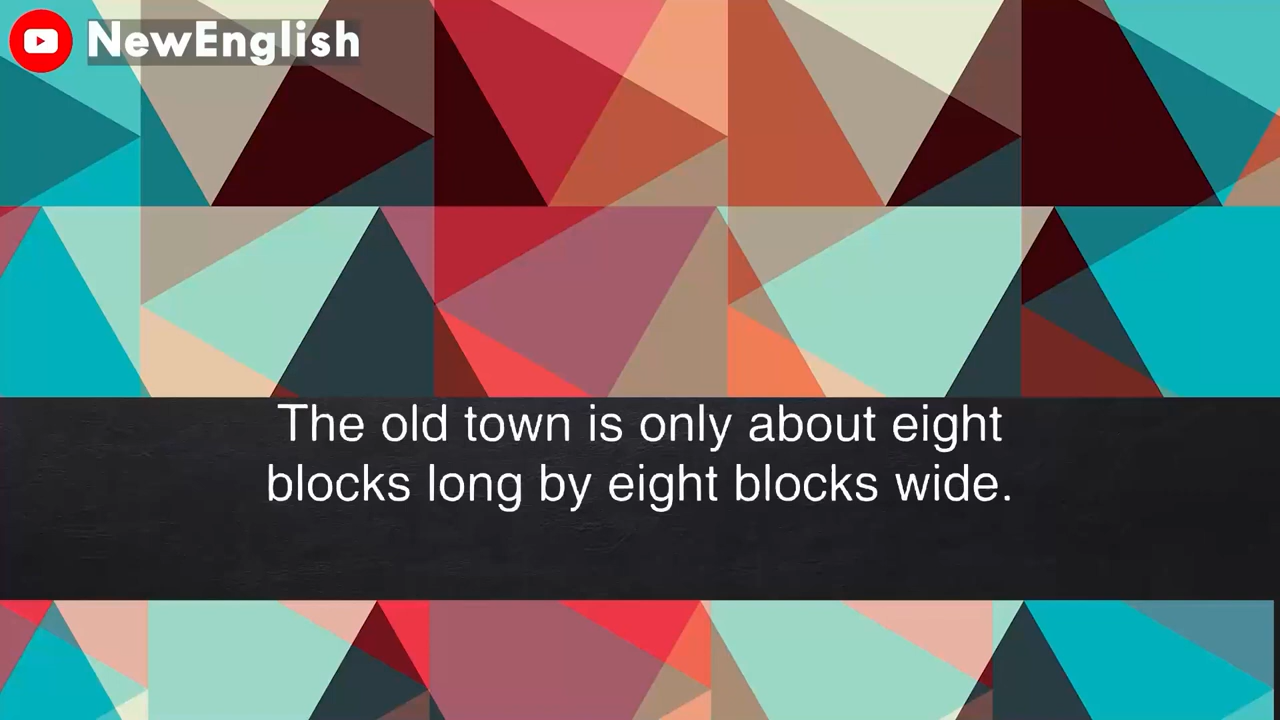 NewEnglish
The old town is only about eight
blocks long by eight blocks wide.